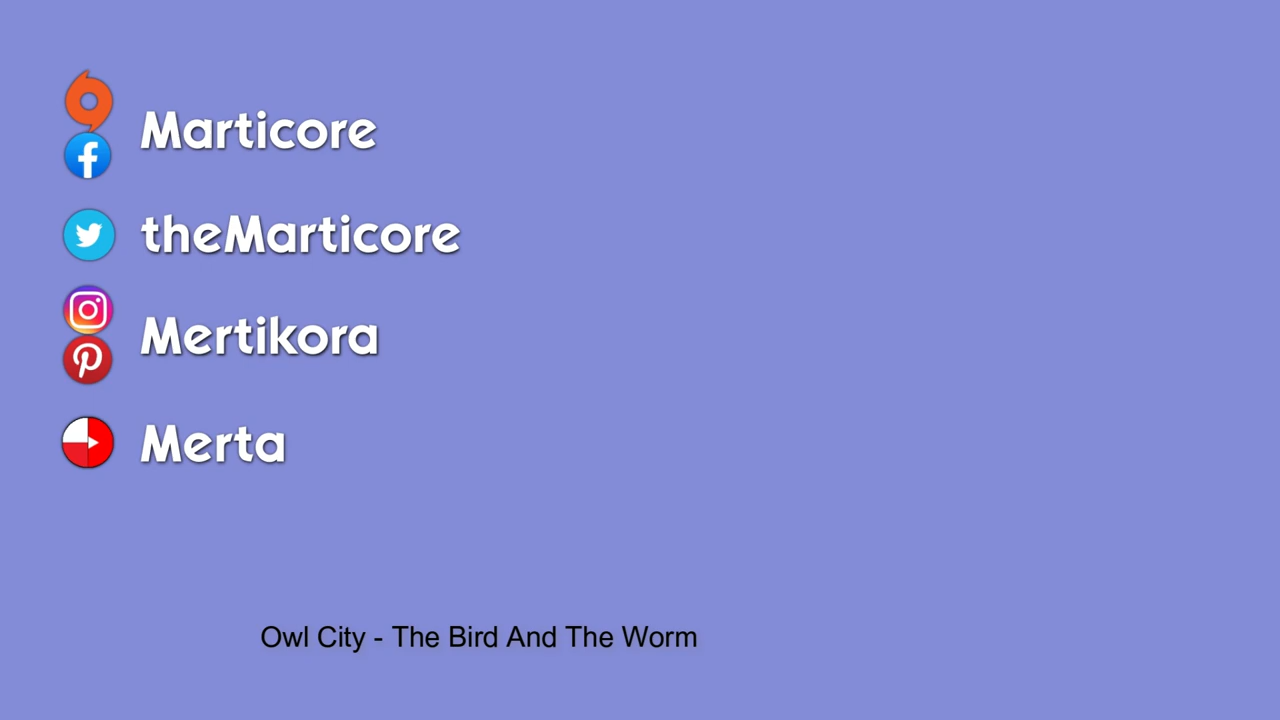 Marticore
theMarticore
Mertikora
Merta
Owl City - The Bird And The Worm